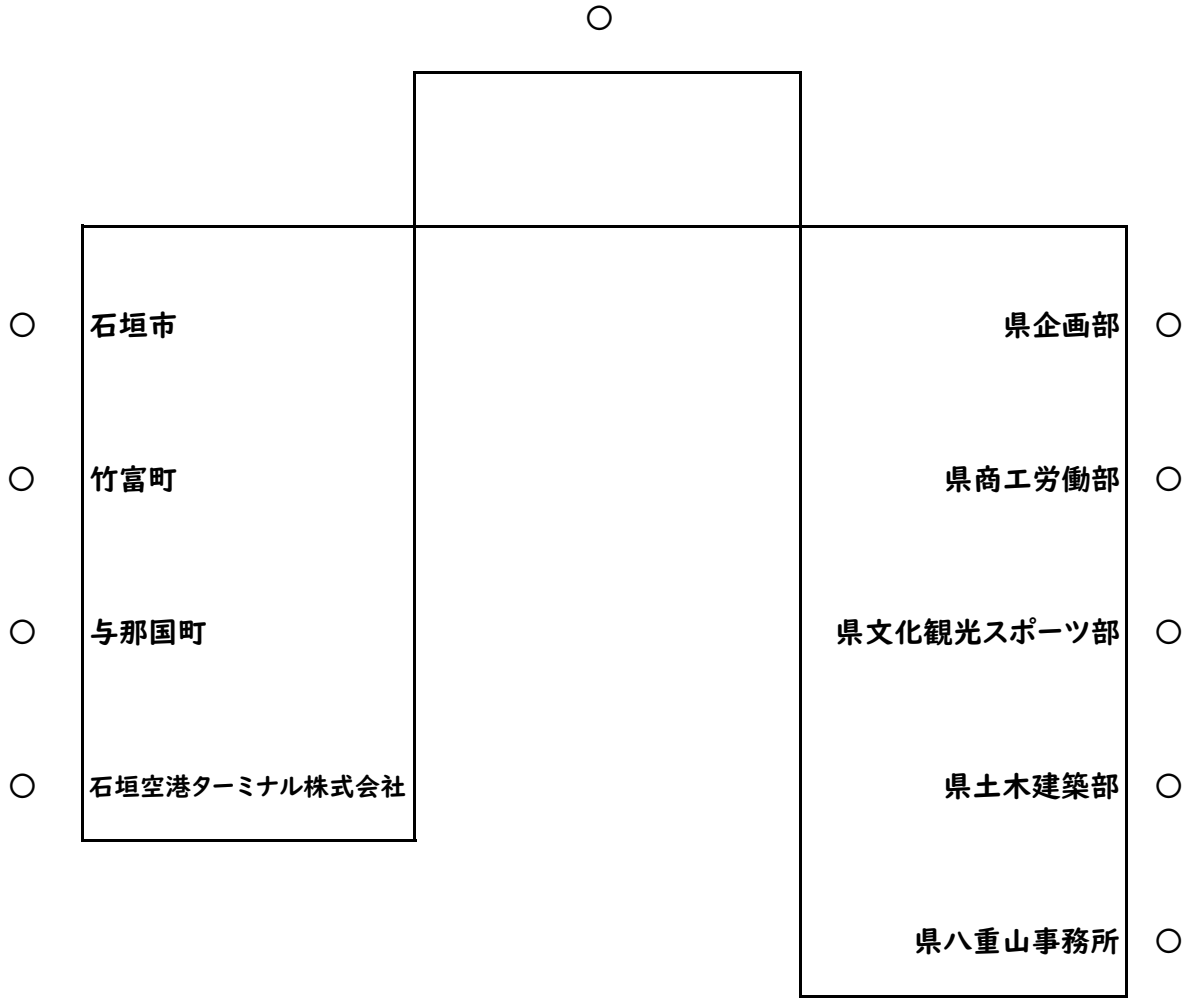 ○
○ 石垣市
○ 竹富町
○ 与那国町
○ 石垣空港ターミナル株式会社
県企画部 ○
県商工労働部 ○
県文化観光スポーツ部 ○
県土木建築部 ○
県八重山事務所 ○